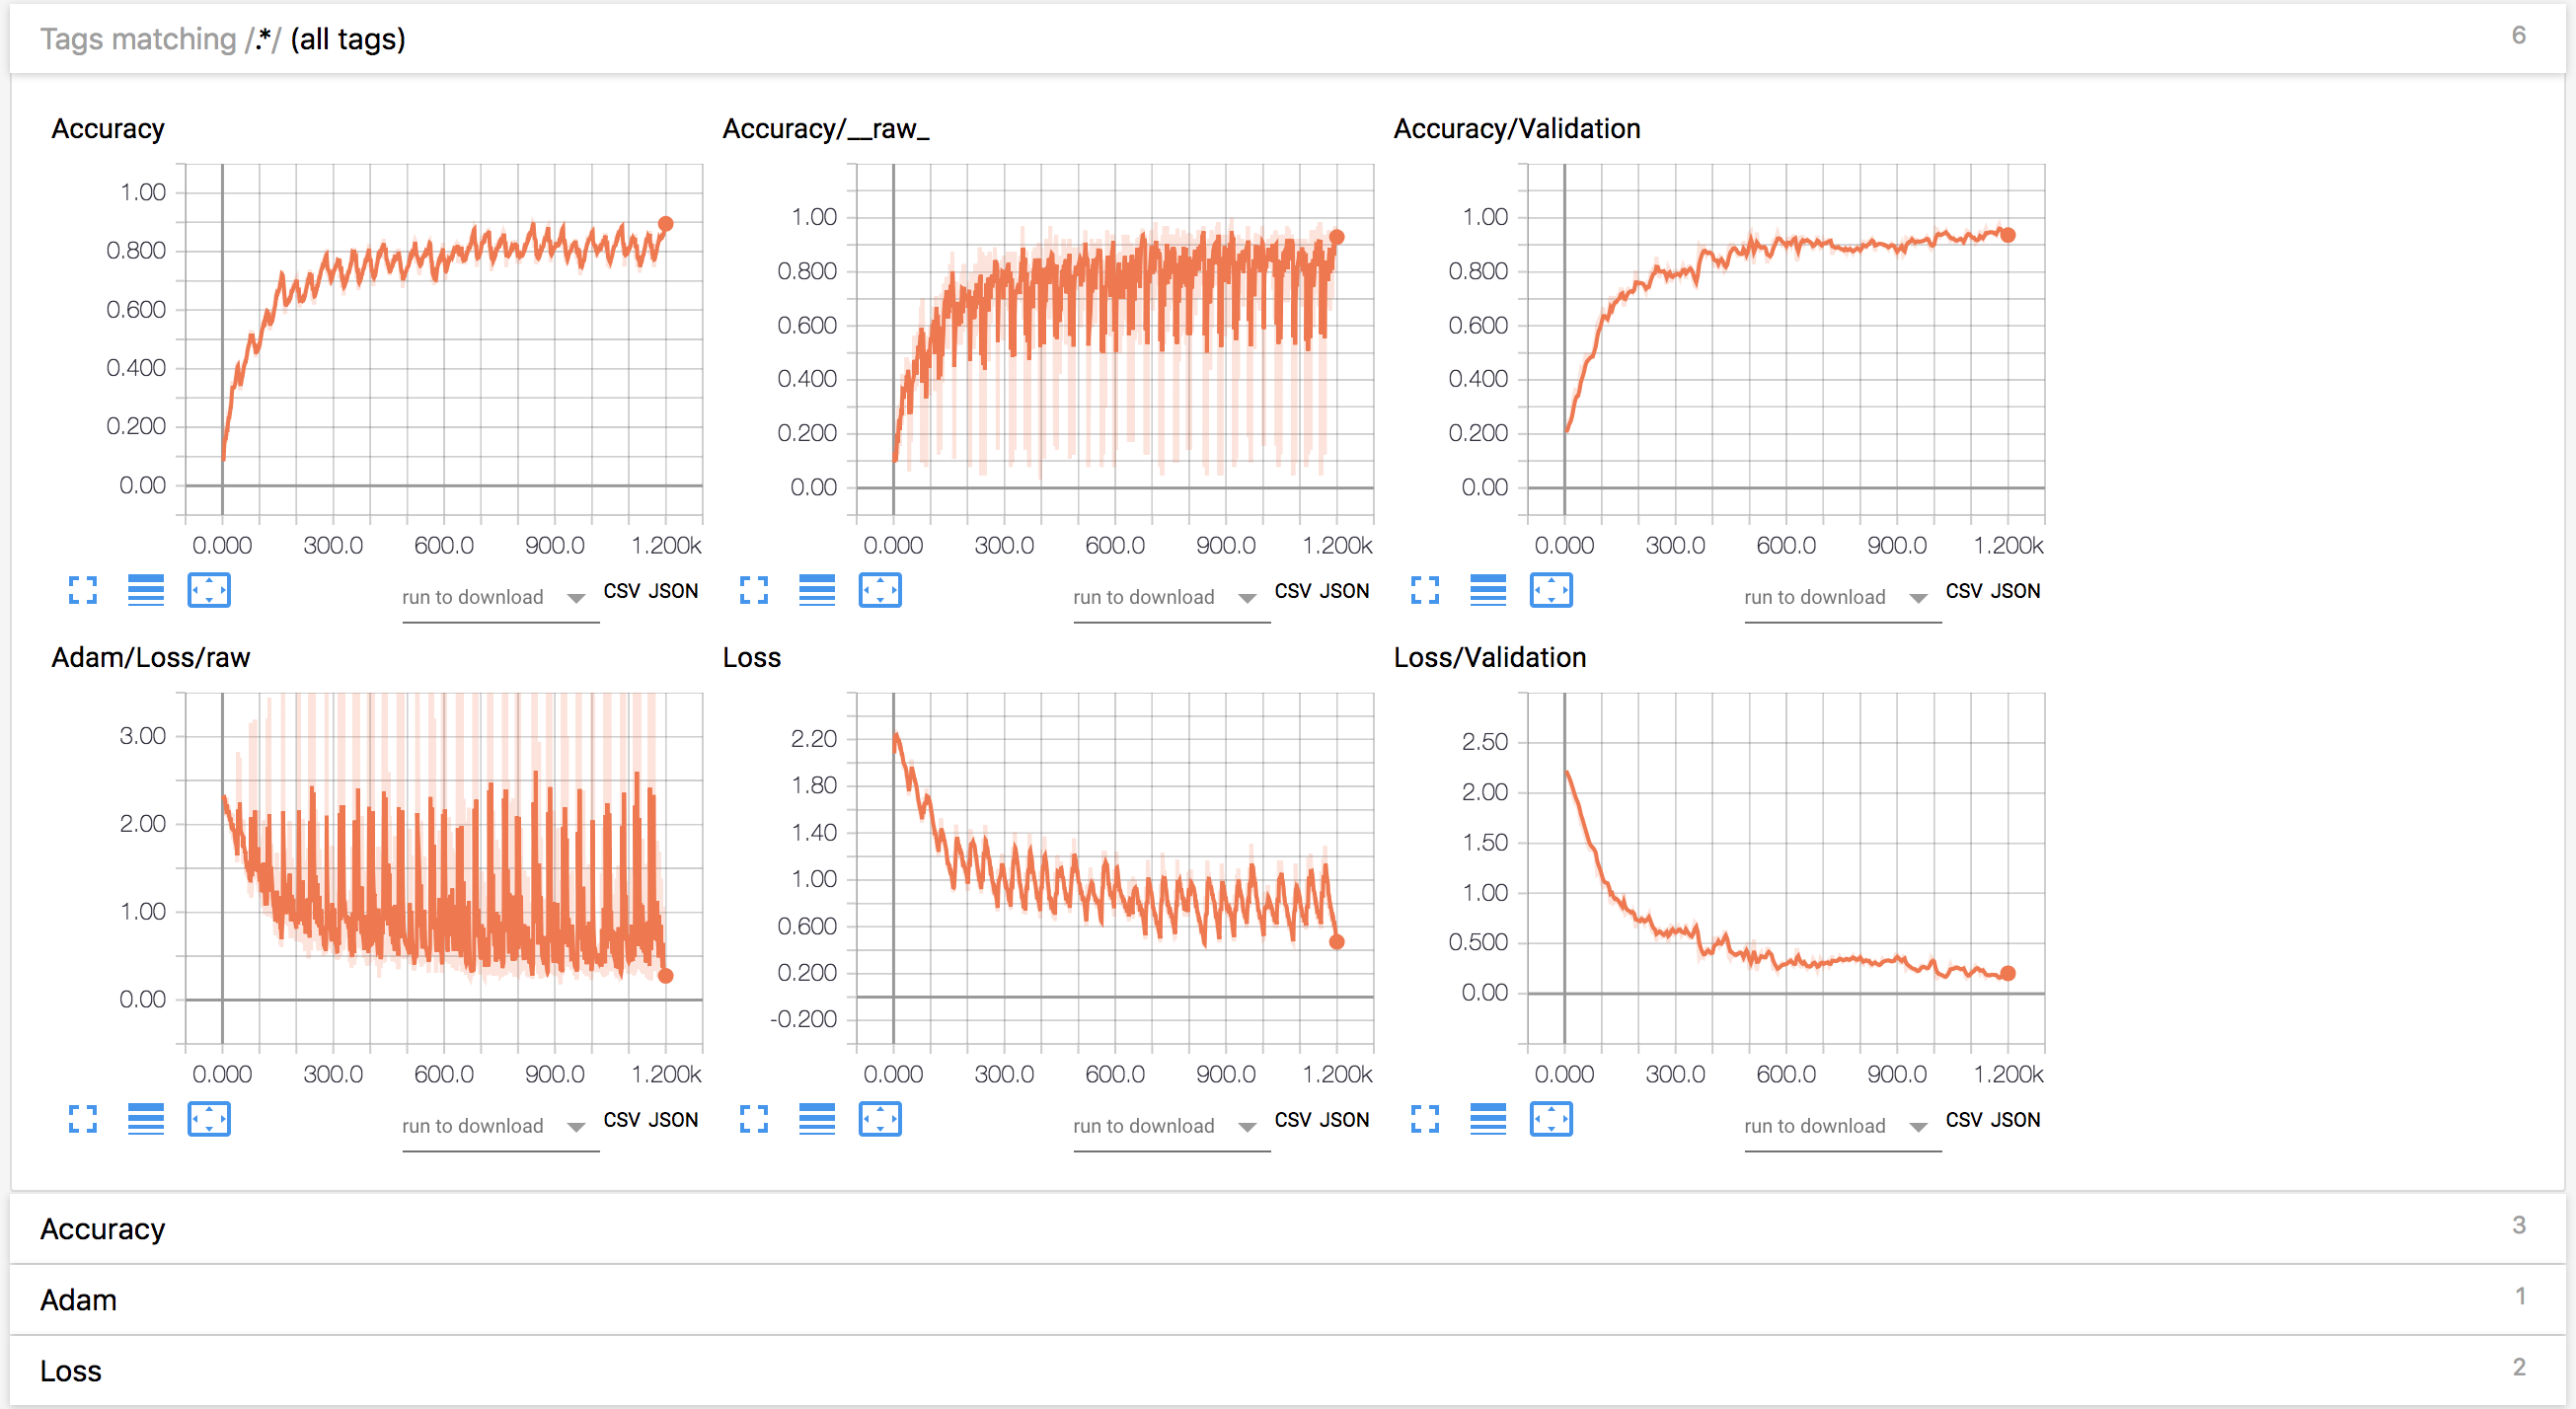 Tags matching /.*/ (all tags) 6
Accuracy Accuracy/__raw_ Accuracy/Validation
1.00
0.800
0.600
0.400
0.200
0.00
0.000 300.0 600.0 900.0 1.200k
run to download CSV JSON
1.00
0.800
0.600
0.400
0.200
0.00
0.000 300.0 600.0 900.0 1.200k
run to download CSV JSON
1.00
0.800
0.600
0.400
0.200
0.00
0.000 300.0 600.0 900.0 1.200k
run to download CSV JSON
Adam/Loss/raw Loss Loss/Validation
3.00
2.00
1.00
0.00
0.000 300.0 600.0 900.0 1.200k
run to download CSV JSON
2.20
1.80
1.40
1.00
0.600
0.200
-0.200
0.000 300.0 600.0 900.0 1.200k
run to download CSV JSON
2.50
2.00
1.50
1.00
0.500
0.00
0.000 300.0 600.0 900.0 1.200k
run to download CSV JSON
Accuracy 3
Adam 1
Loss 2